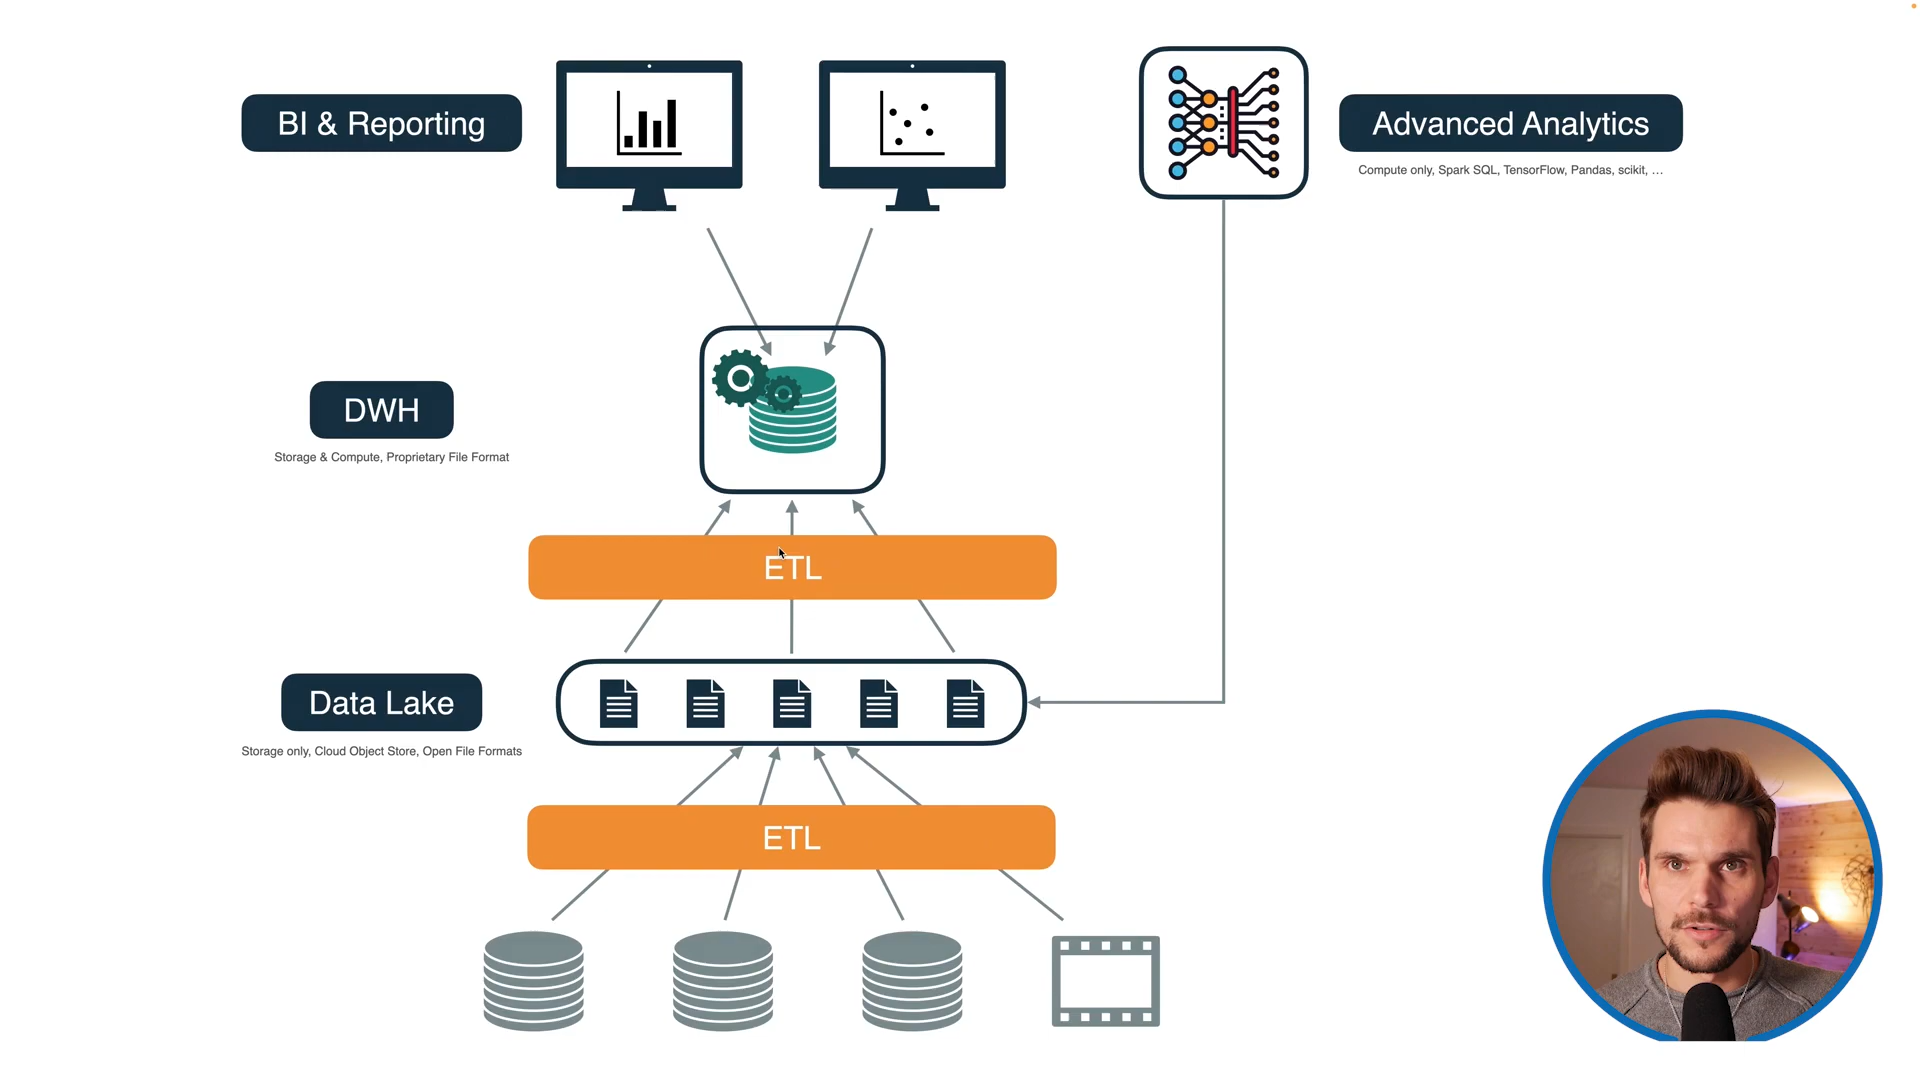 BI & Reporting
Advanced Analytics
Compute only, Spark SQL, TensorFlow, Pandas, scikit, …
DWH
Storage & Compute, Proprietary File Format
ETL
Data Lake
Storage only, Cloud Object Store, Open File Formats
ETL